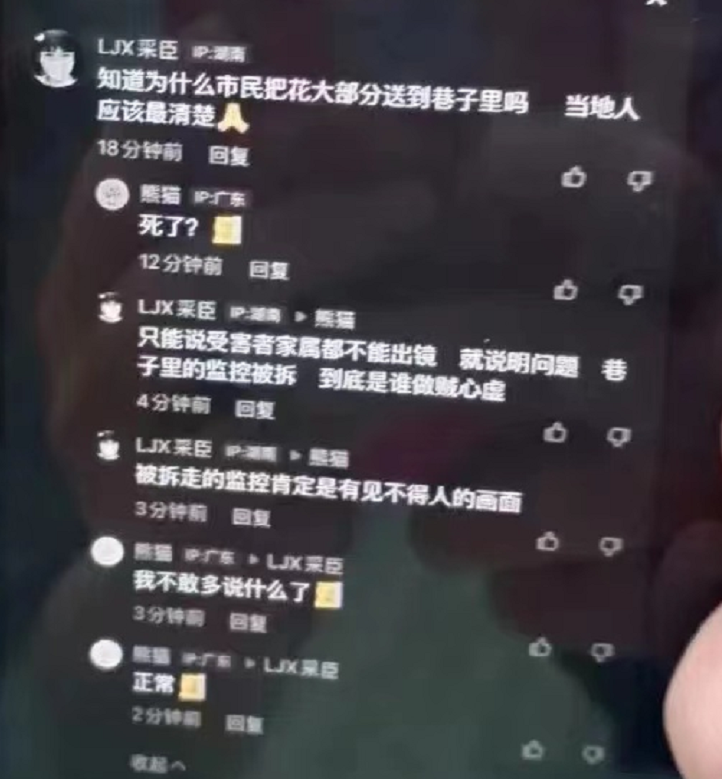 LJX采臣 IP:湖南
知道为什么市民把花大部分送到巷子里吗 当地人
应该最清楚🙏
18分钟前 回复
熊猫 IP:广东
死了?
12分钟前 回复
LJX采臣 IP:湖南 ▸ 熊猫
只能说受害者家属都不能出镜 就说明问题 巷
子里的监控被拆 到底是谁做贼心虚
4分钟前 回复
LJX采臣 IP:湖南 ▸ 熊猫
被拆走的监控肯定是有见不得人的画面
3分钟前 回复
熊猫 IP:广东 ▸ LJX采臣
我不敢多说什么了
3分钟前 回复
熊猫 IP:广东 ▸ LJX采臣
正常
2分钟前 回复
收起